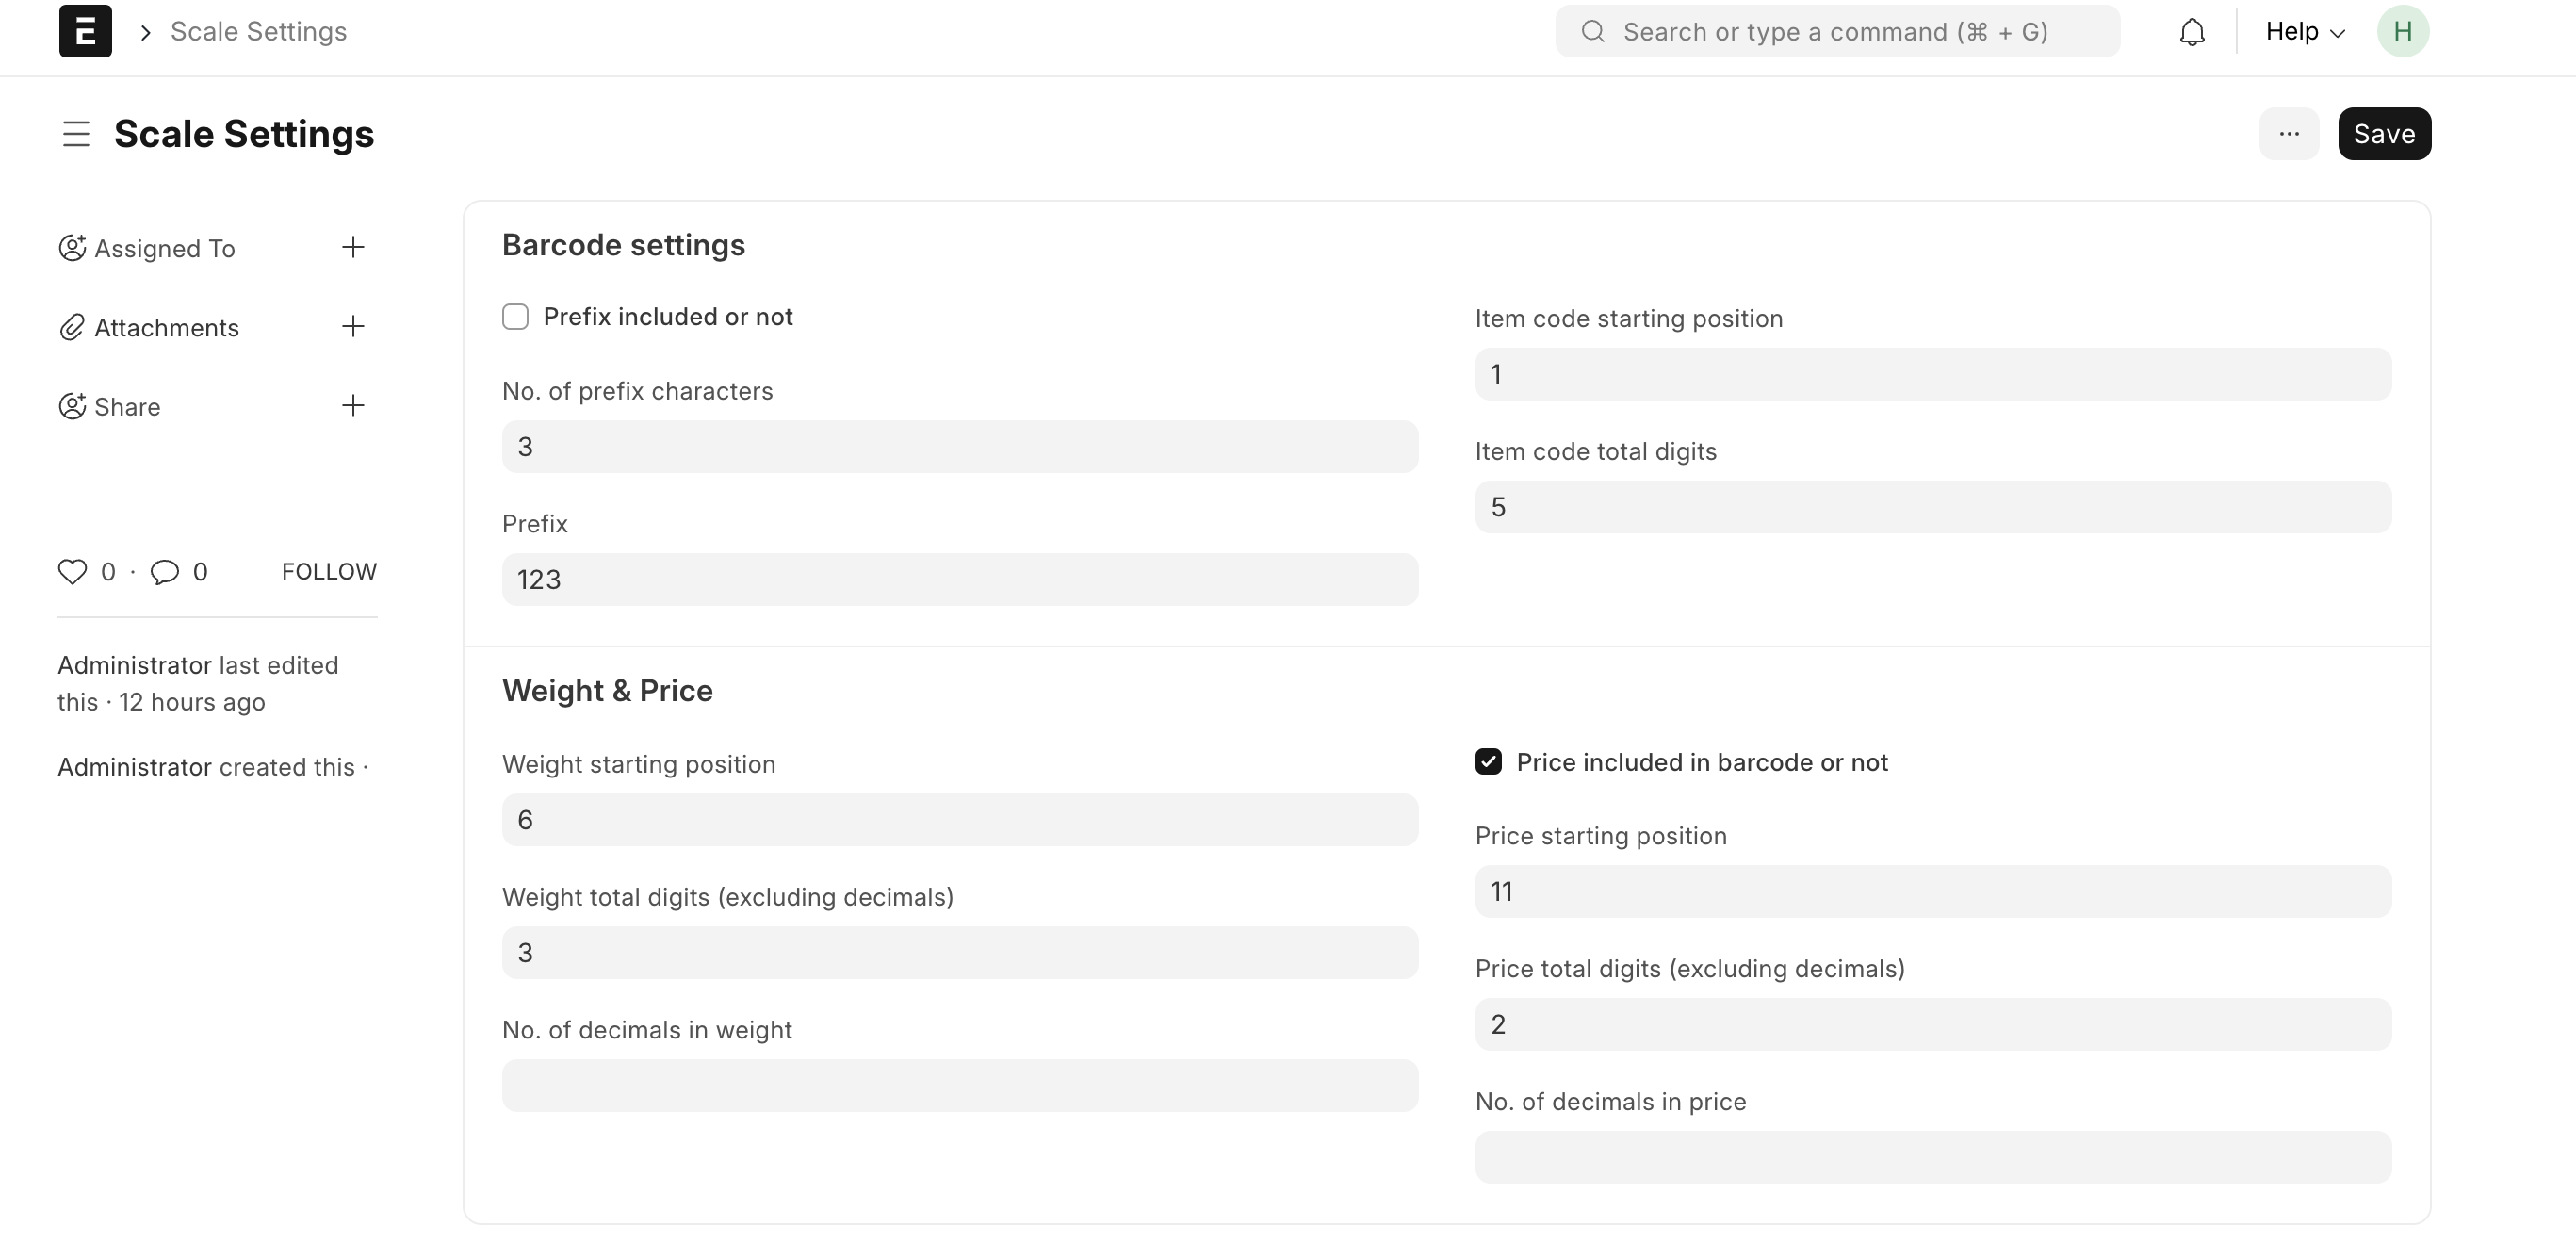 Scale Settings
Search or type a command (⌘ + G)
Help
H
Scale Settings
...
Save
Assigned To
Attachments
Share
0 · 0 FOLLOW
Administrator last edited
this · 12 hours ago
Administrator created this ·
Barcode settings
Prefix included or not
No. of prefix characters
3
Prefix
123
Item code starting position
1
Item code total digits
5
Weight & Price
Weight starting position
6
Weight total digits (excluding decimals)
3
No. of decimals in weight
Price included in barcode or not
Price starting position
11
Price total digits (excluding decimals)
2
No. of decimals in price